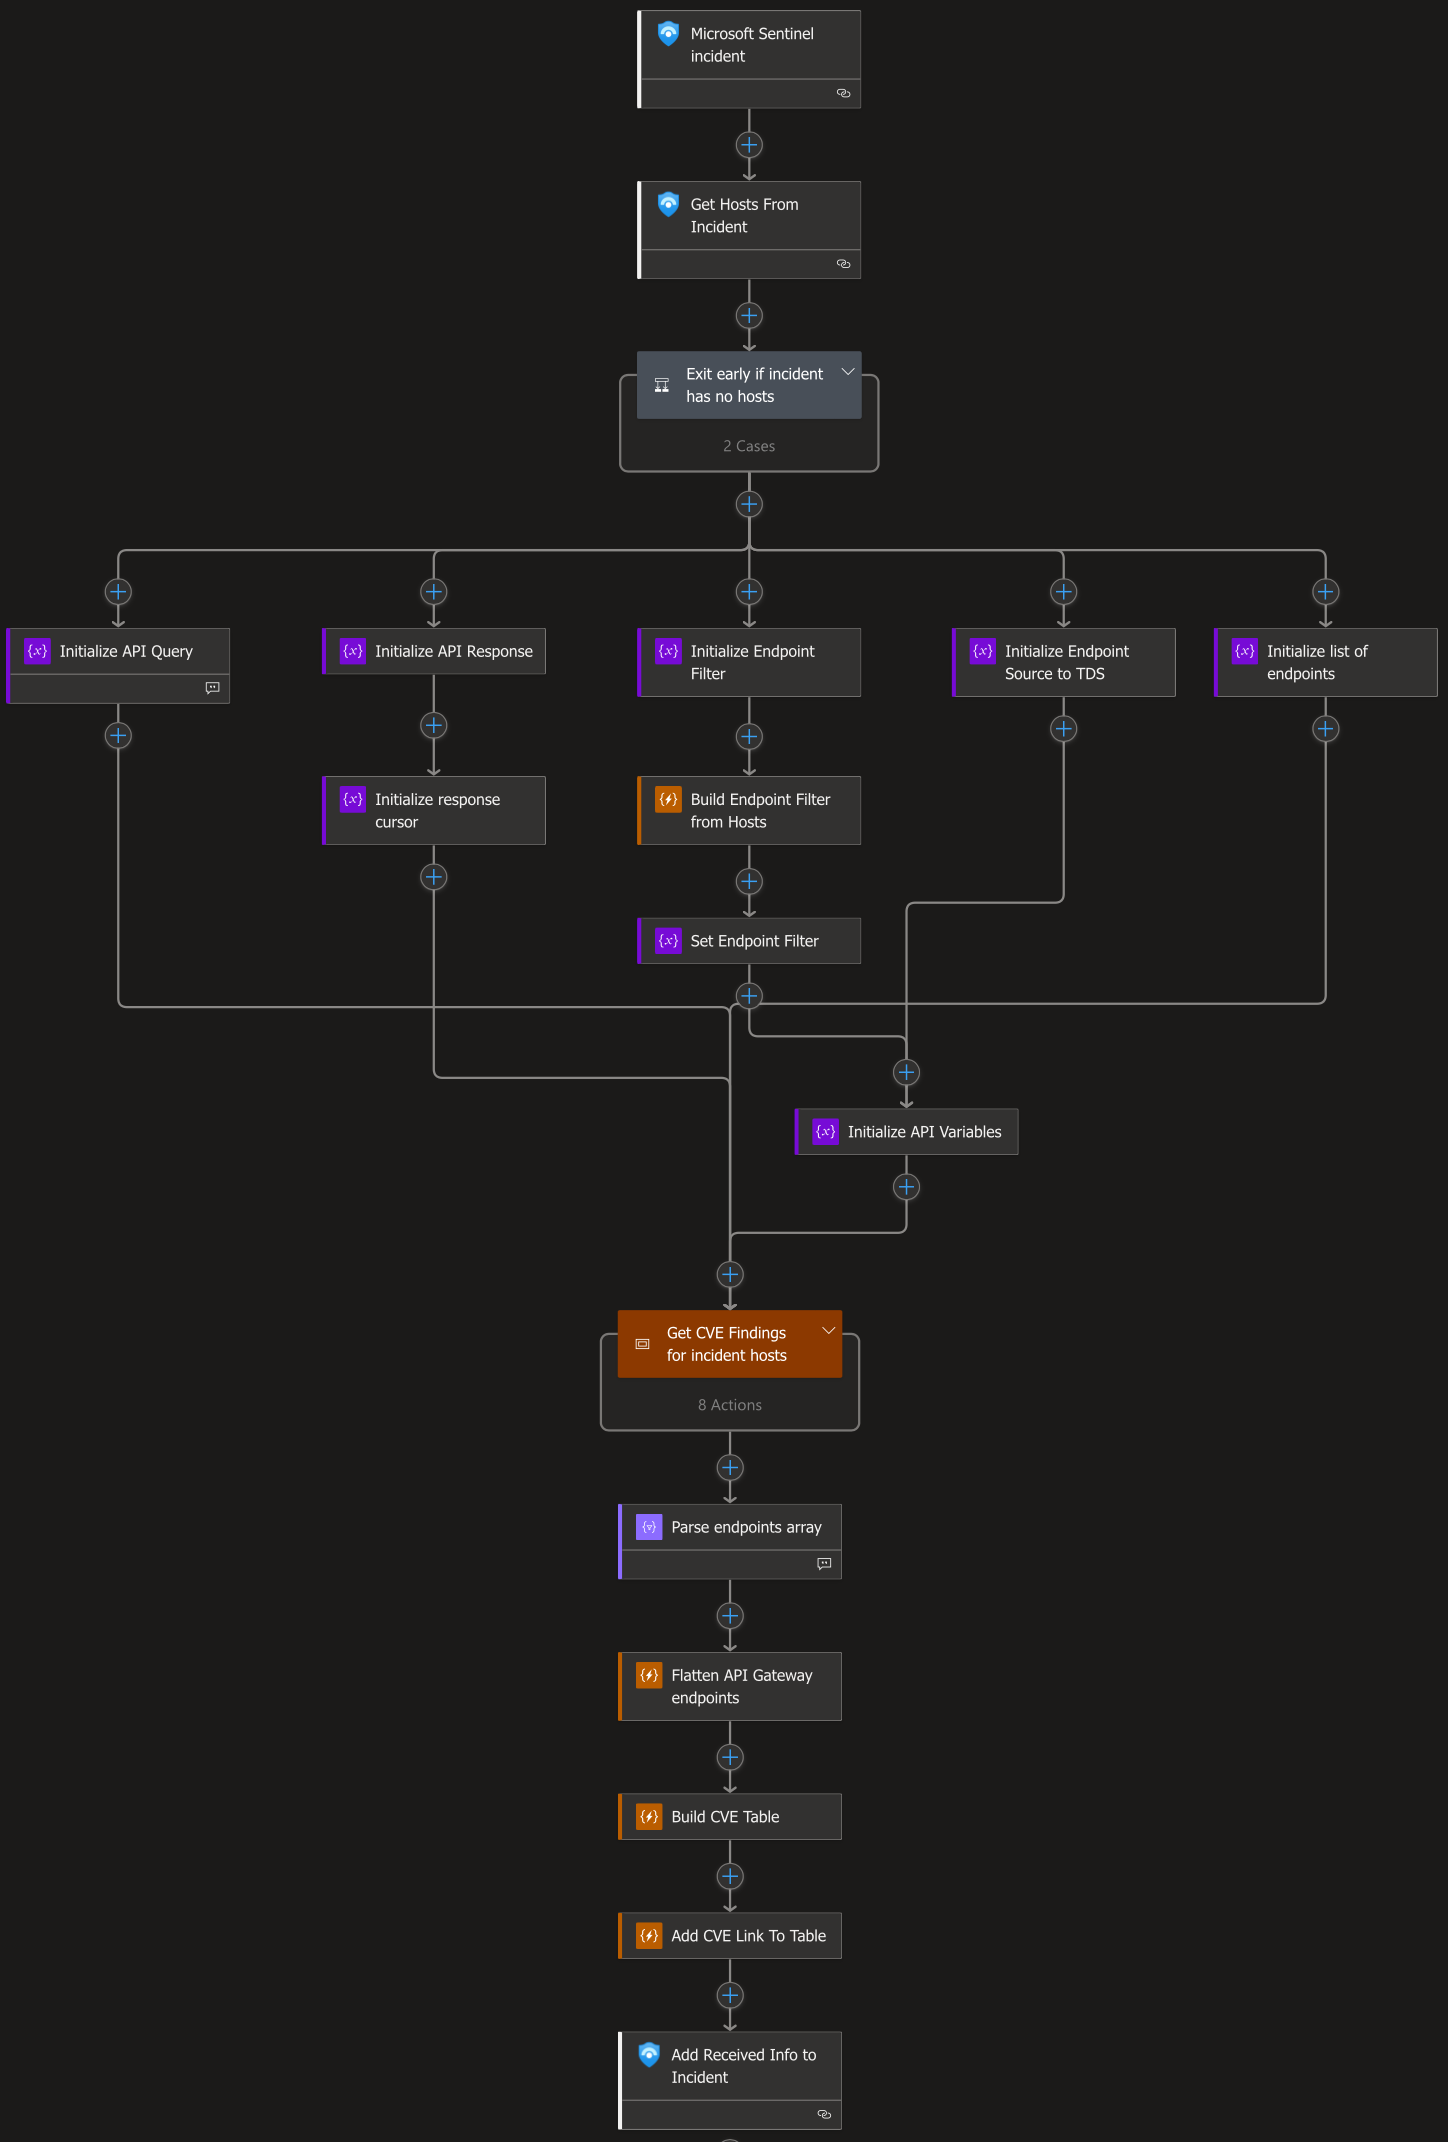 Microsoft Sentinel
incident
Get Hosts From
Incident
Exit early if incident
has no hosts
2 Cases
{x} Initialize API Query
{x} Initialize API Response
{x} Initialize Endpoint
Filter
{x} Initialize Endpoint
Source to TDS
{x} Initialize list of
endpoints
{x} Initialize response
cursor
Build Endpoint Filter
from Hosts
{x} Set Endpoint Filter
{x} Initialize API Variables
Get CVE Findings
for incident hosts
8 Actions
Parse endpoints array
Flatten API Gateway
endpoints
Build CVE Table
Add CVE Link To Table
Add Received Info to
Incident